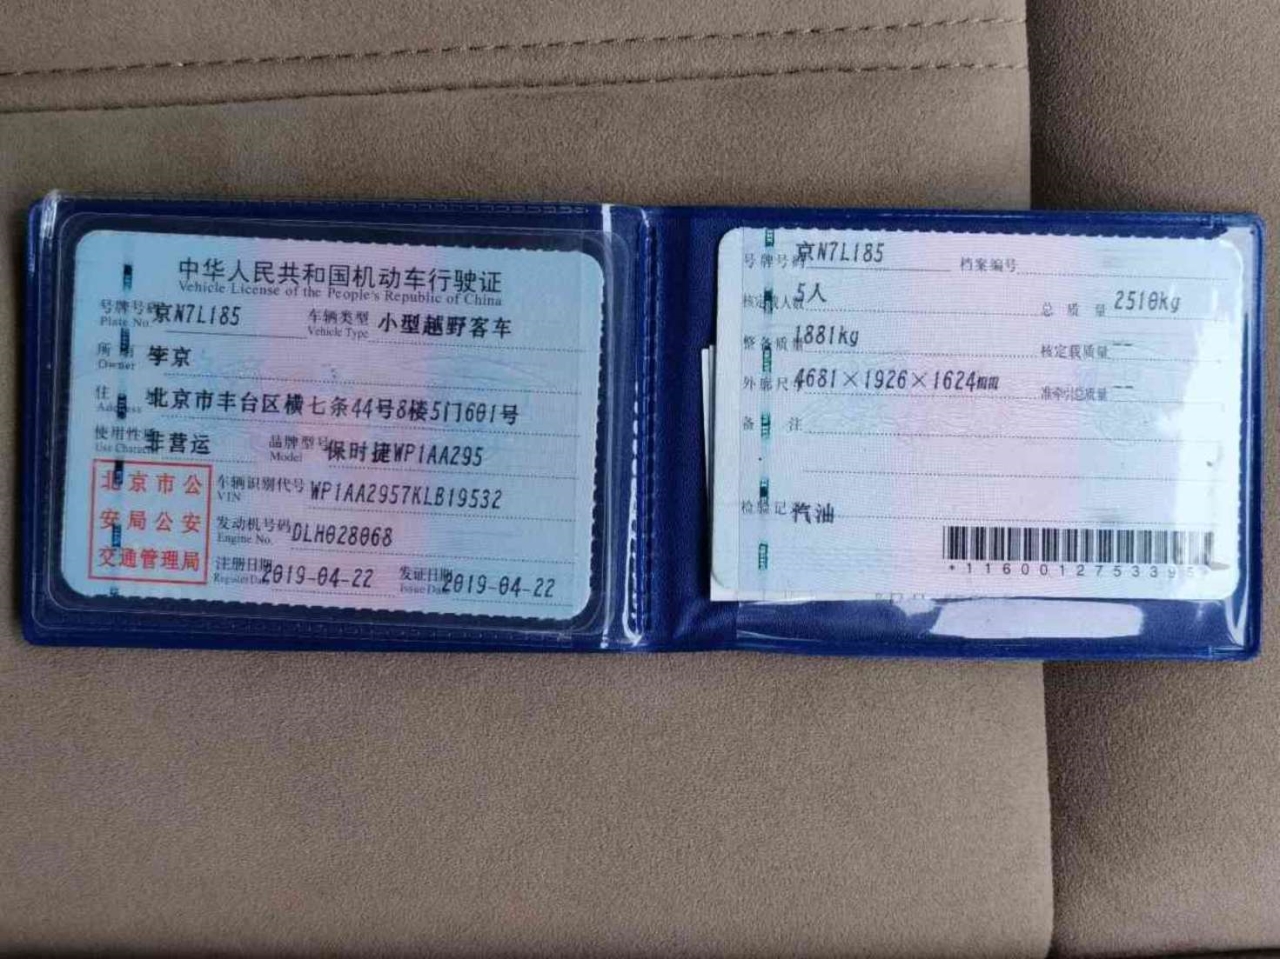 中华人民共和国机动车行驶证
Vehicle License of the People's Republic of China
号牌号码 京N7L185 车辆类型 小型越野客车
Plate No. Vehicle Type
所 李京
Owner
住 北京市丰台区横七条44号8楼5门601号
Address
使用性质 非营运 品牌型号 保时捷WP1AA295
Use Character Model
北京市公
安局公安
交通管理局
车辆识别代号 WP1AA2957KLB19532
VIN
发动机号码 DLH028068
Engine No.
注册日期 2019-04-22 发证日期 2019-04-22
Register Date Issue Date
号牌号码 京N7L185 档案编号
核定载人数 5人 总质量 2510kg
整备质量 1881kg 核定载质量 --
外廓尺 4681×1926×1624mm 准牵引总质量 --
备 注
检验记 汽油
*1160012753395